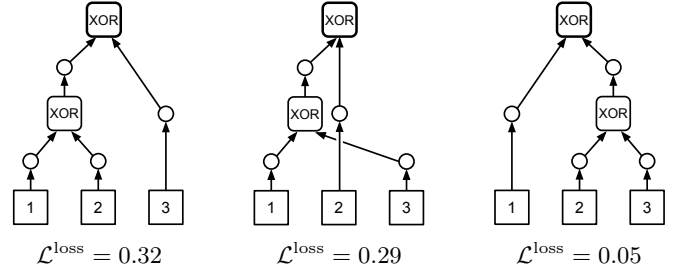 XOR XOR XOR
XOR XOR XOR
1 2 3 1 2 3 1 2 3
ℒ^loss = 0.32 ℒ^loss = 0.29 ℒ^loss = 0.05